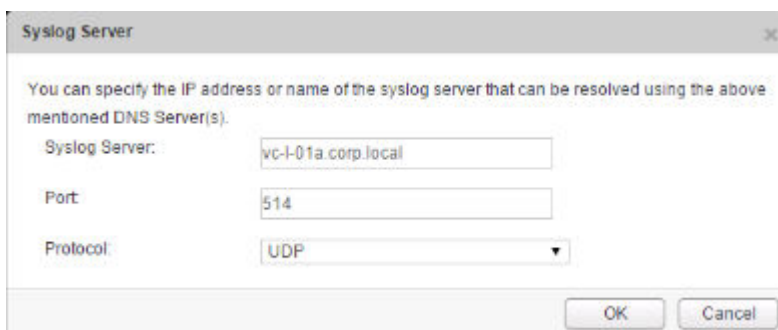 Syslog Server
You can specify the IP address or name of the syslog server that can be resolved using the above
mentioned DNS Server(s).
Syslog Server: vc-l-01a.corp.local
Port: 514
Protocol: UDP
OK Cancel